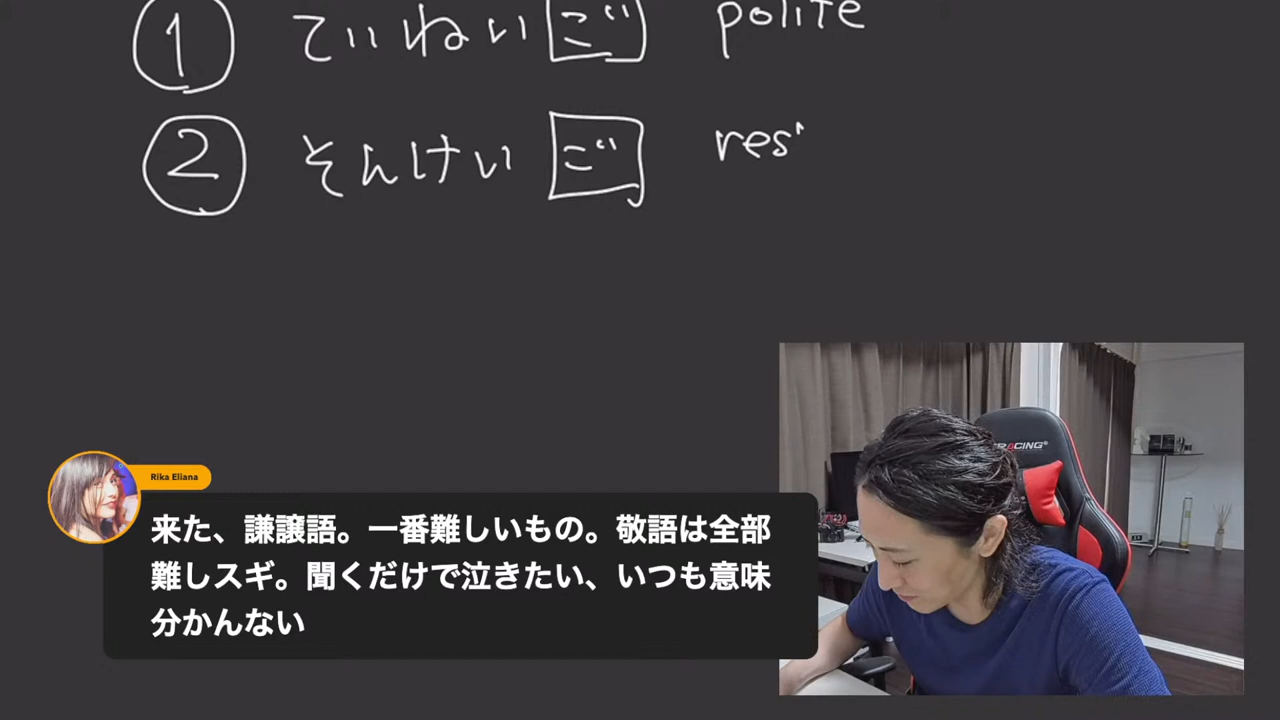 ① ていねいご polite
② そんけいご res
RACING
Rika Eliana
来た、謙譲語。一番難しいもの。敬語は全部
難しスギ。聞くだけで泣きたい、いつも意味
分かんない